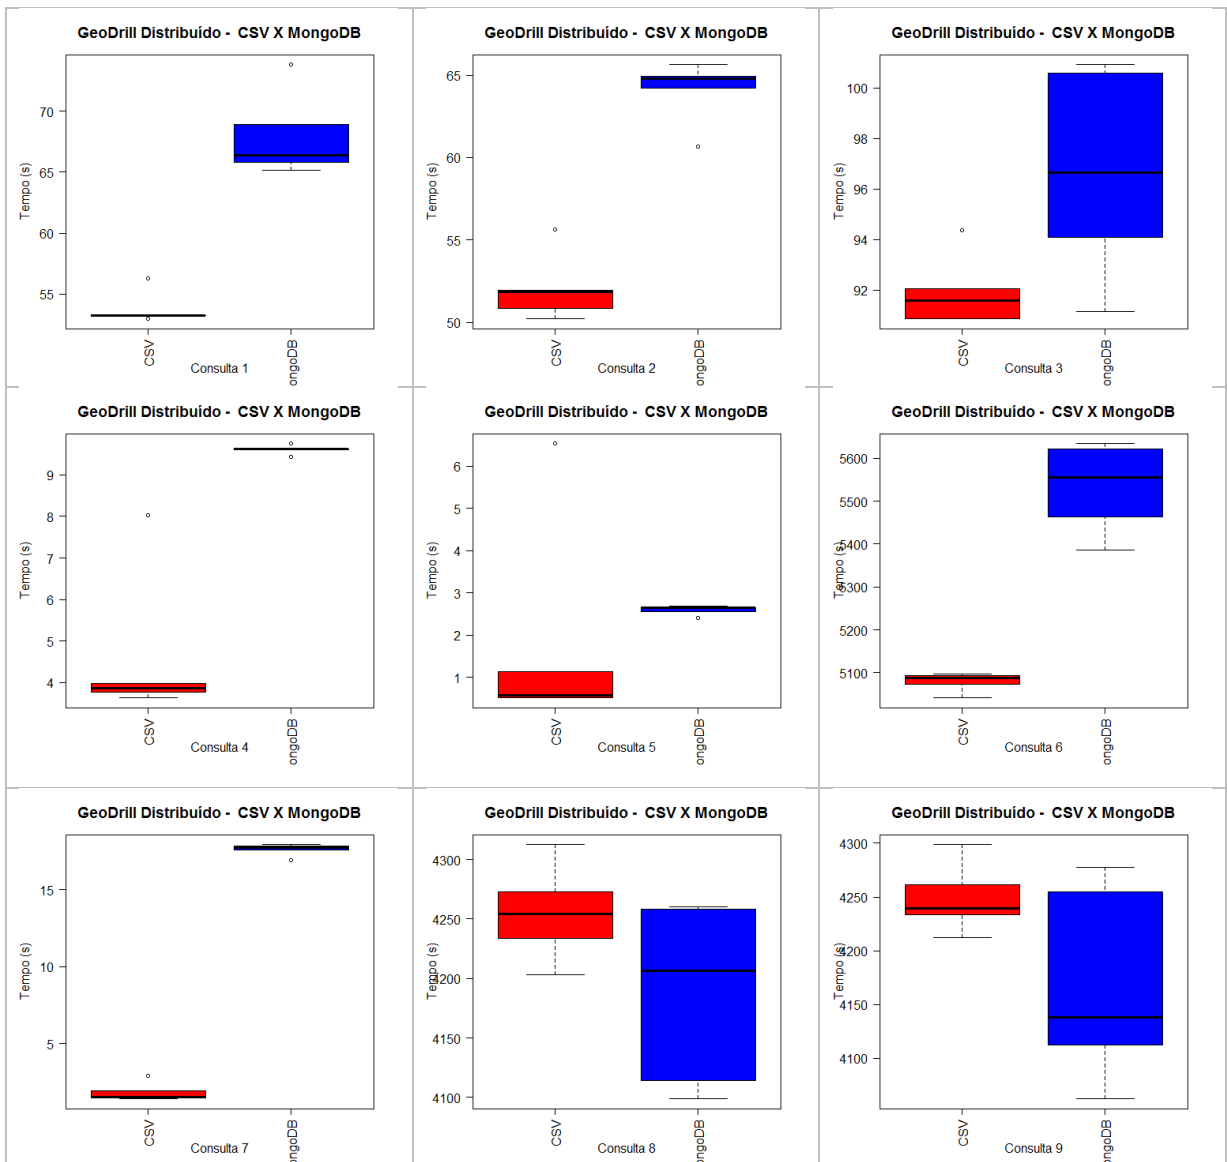 GeoDrill Distribuído - CSV X MongoDB
Tempo (s)
70
65
60
55
CSV
ongoDB
Consulta 1
GeoDrill Distribuído - CSV X MongoDB
Tempo (s)
65
60
55
50
CSV
ongoDB
Consulta 2
GeoDrill Distribuído - CSV X MongoDB
Tempo (s)
100
98
96
94
92
CSV
ongoDB
Consulta 3
GeoDrill Distribuído - CSV X MongoDB
Tempo (s)
9
8
7
6
5
4
CSV
ongoDB
Consulta 4
GeoDrill Distribuído - CSV X MongoDB
Tempo (s)
6
5
4
3
2
1
CSV
ongoDB
Consulta 5
GeoDrill Distribuído - CSV X MongoDB
Tempo (s)
5600
5500
5400
5300
5200
5100
CSV
ongoDB
Consulta 6
GeoDrill Distribuído - CSV X MongoDB
Tempo (s)
15
10
5
CSV
ongoDB
Consulta 7
GeoDrill Distribuído - CSV X MongoDB
Tempo (s)
4300
4250
4200
4150
4100
CSV
ongoDB
Consulta 8
GeoDrill Distribuído - CSV X MongoDB
Tempo (s)
4300
4250
4200
4150
4100
CSV
ongoDB
Consulta 9